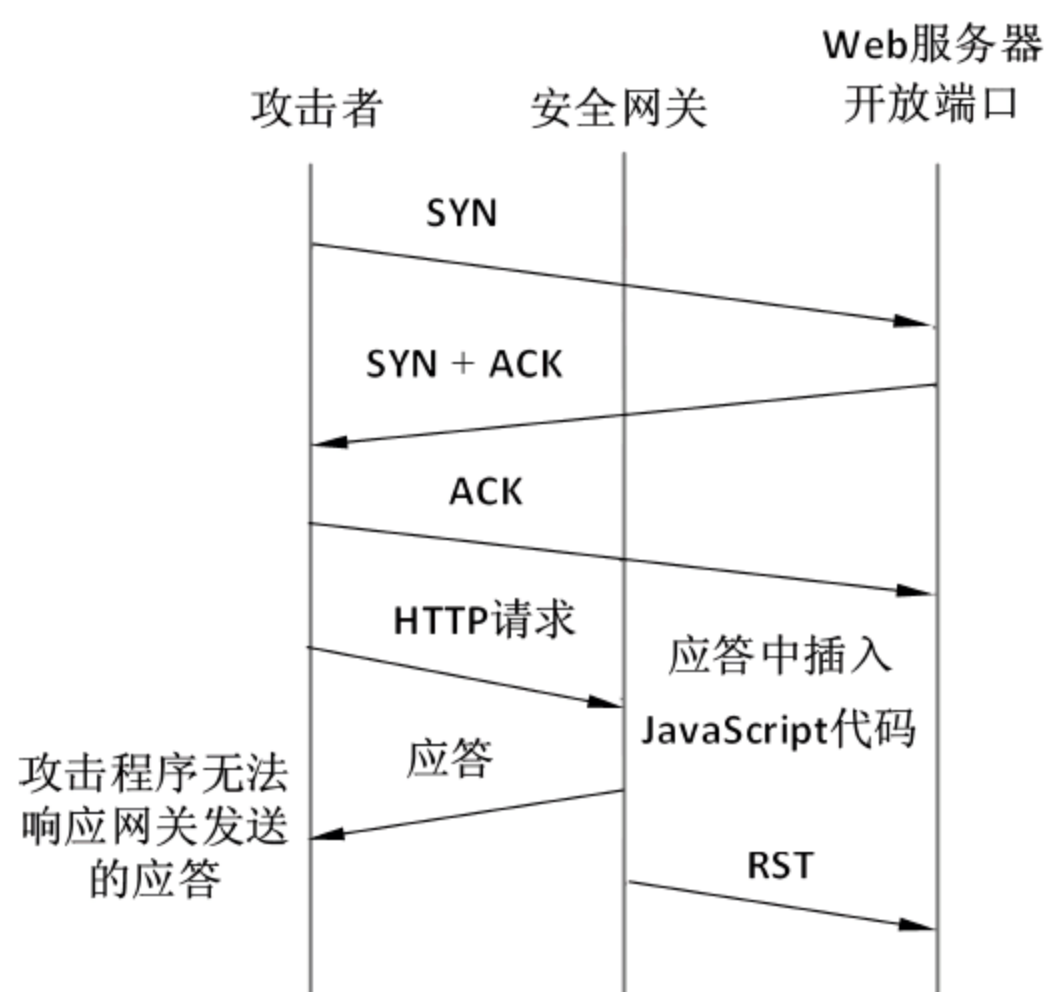 Web服务器
开放端口
攻击者
安全网关
SYN
SYN + ACK
ACK
HTTP请求
应答中插入
JavaScript代码
应答
攻击程序无法
响应网关发送
的应答
RST